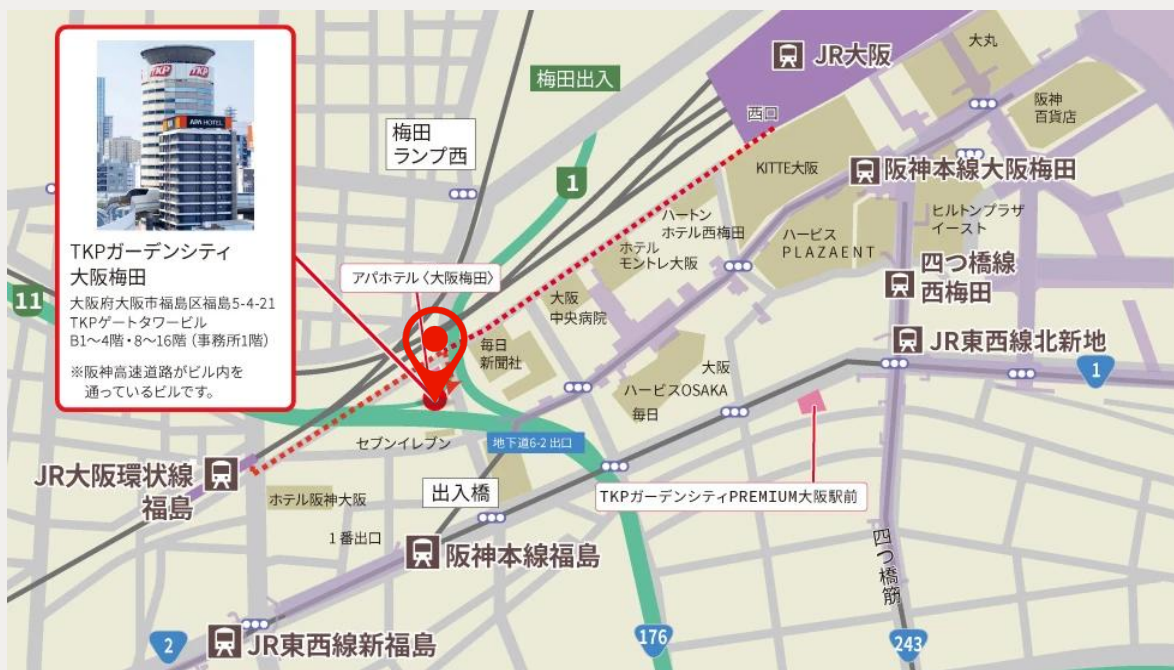 TKP
TKP
APA HOTEL
TKPガーデンシティ
大阪梅田
大阪府大阪市福島区福島5-4-21
TKPゲートタワービル
B1〜4階・8〜16階（事務所1階）
※阪神高速道路がビル内を
通っているビルです。
梅田出入
梅田
ランプ西
1
11
JR大阪
西口
大丸
阪神
百貨店
KITTE大阪
阪神本線大阪梅田
ハートン
ホテル西梅田
ハービス
PLAZAENT
ヒルトンプラザ
イースト
ホテル
モントレ大阪
四つ橋線
西梅田
アパホテル〈大阪梅田〉
大阪
中央病院
毎日
新聞社
JR東西線北新地
1
大阪
ハービスOSAKA
毎日
セブンイレブン
地下道6-2 出口
JR大阪環状線
福島
ホテル阪神大阪
出入橋
TKPガーデンシティPREMIUM大阪駅前
1番出口
阪神本線福島
四つ橋筋
2
JR東西線新福島
176
243